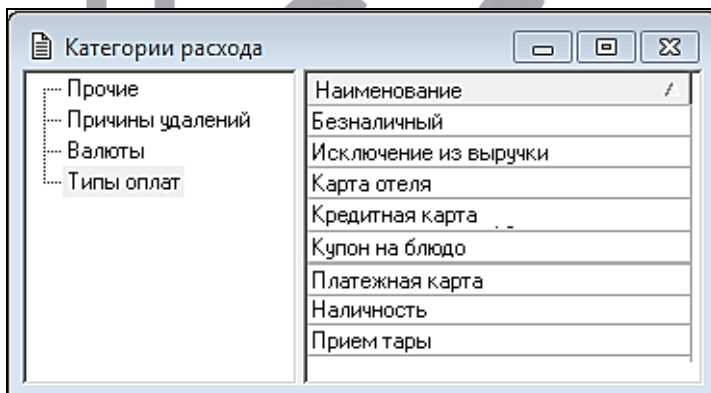 Категории расхода
Прочие
Причины удалений
Валюты
Типы оплат
Наименование
Безналичный
Исключение из выручки
Карта отеля
Кредитная карта
Купон на блюдо
Платежная карта
Наличность
Прием тары